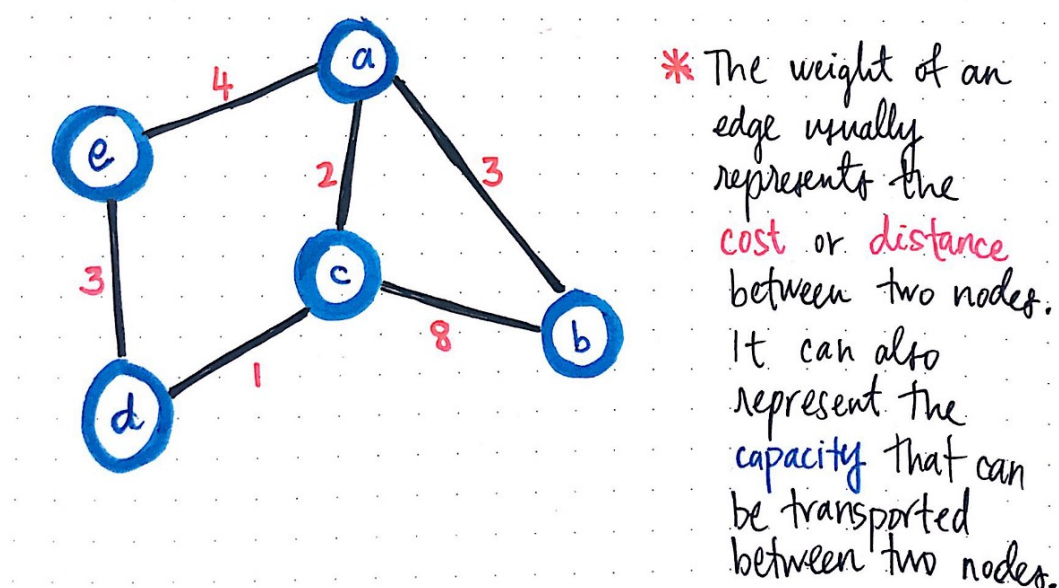 a
4
e
2
3
c
3
8
b
1
d
* The weight of an
edge usually
represents the
cost or distance
between two nodes.
It can also
represent the
capacity that can
be transported
between two nodes.